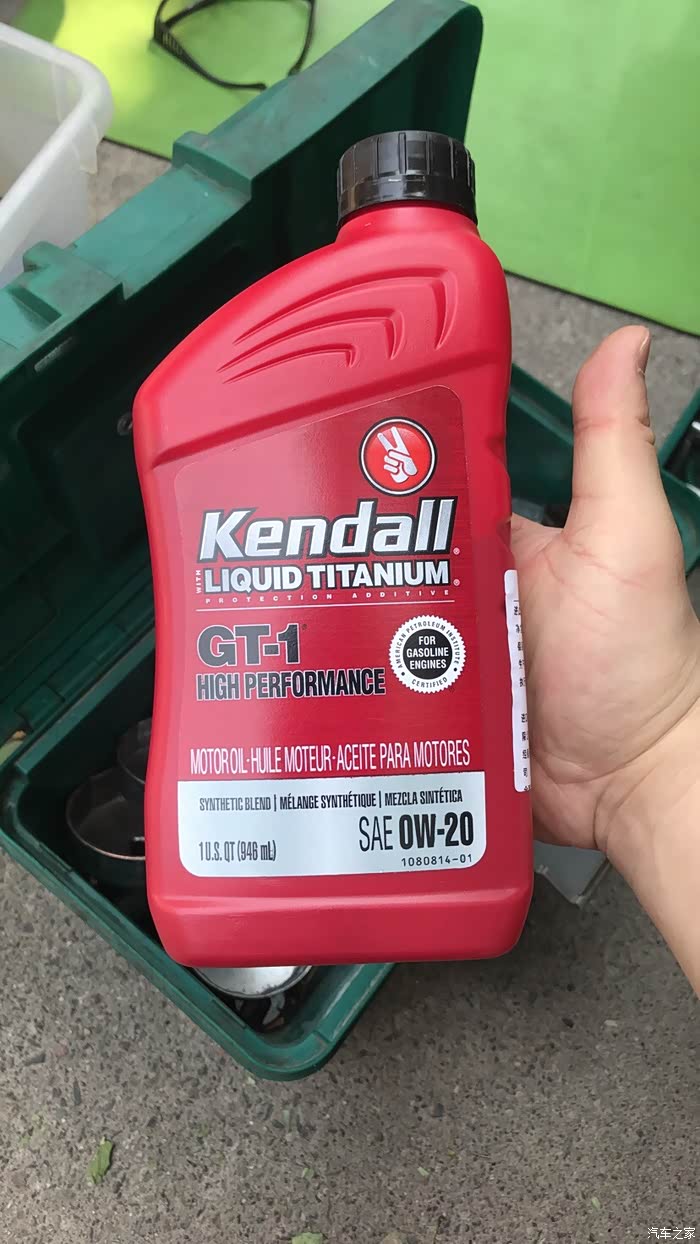 Kendall®
WITH LIQUID TITANIUM®
PROTECTION ADDITIVE
GT-1®
HIGH PERFORMANCE
AMERICAN PETROLEUM INSTITUTE
FOR
GASOLINE
ENGINES
CERTIFIED
MOTOR OIL-HUILE MOTEUR-ACEITE PARA MOTORES
SYNTHETIC BLEND | MÉLANGE SYNTHÉTIQUE | MEZCLA SINTÉTICA
1 U.S. QT (946 mL)
SAE 0W-20
1080814-01
汽车之家